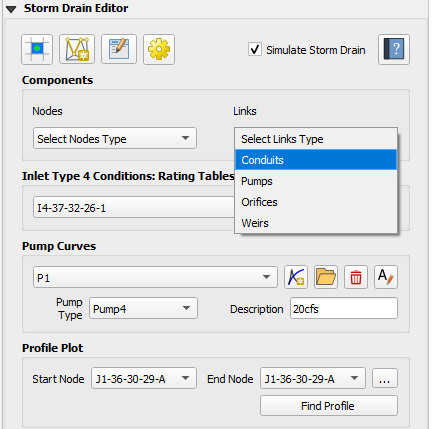 Storm Drain Editor
Simulate Storm Drain
Components
Nodes Links
Select Nodes Type Select Links Type
Conduits
Pumps
Orifices
Weirs
Inlet Type 4 Conditions: Rating Tables
I4-37-32-26-1
Pump Curves
P1
Pump Type Pump4 Description 20cfs
Profile Plot
Start Node J1-36-30-29-A End Node J1-36-30-29-A ...
Find Profile